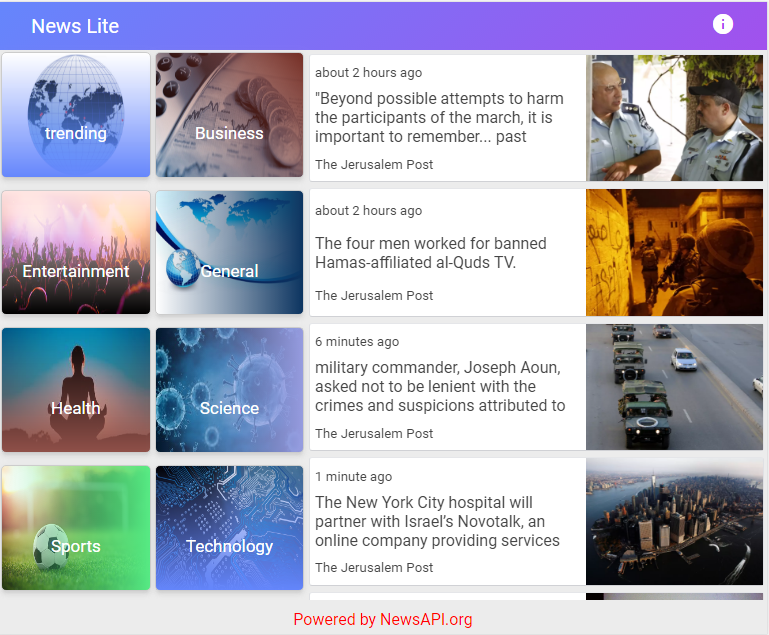 News Lite
trending
Business
Entertainment
General
Health
Science
Sports
Technology
about 2 hours ago
"Beyond possible attempts to harm
the participants of the march, it is
important to remember... past
The Jerusalem Post
about 2 hours ago
The four men worked for banned
Hamas-affiliated al-Quds TV.
The Jerusalem Post
6 minutes ago
military commander, Joseph Aoun,
asked not to be lenient with the
crimes and suspicions attributed to
The Jerusalem Post
1 minute ago
The New York City hospital will
partner with Israel’s Novotalk, an
online company providing services
The Jerusalem Post
Powered by NewsAPI.org